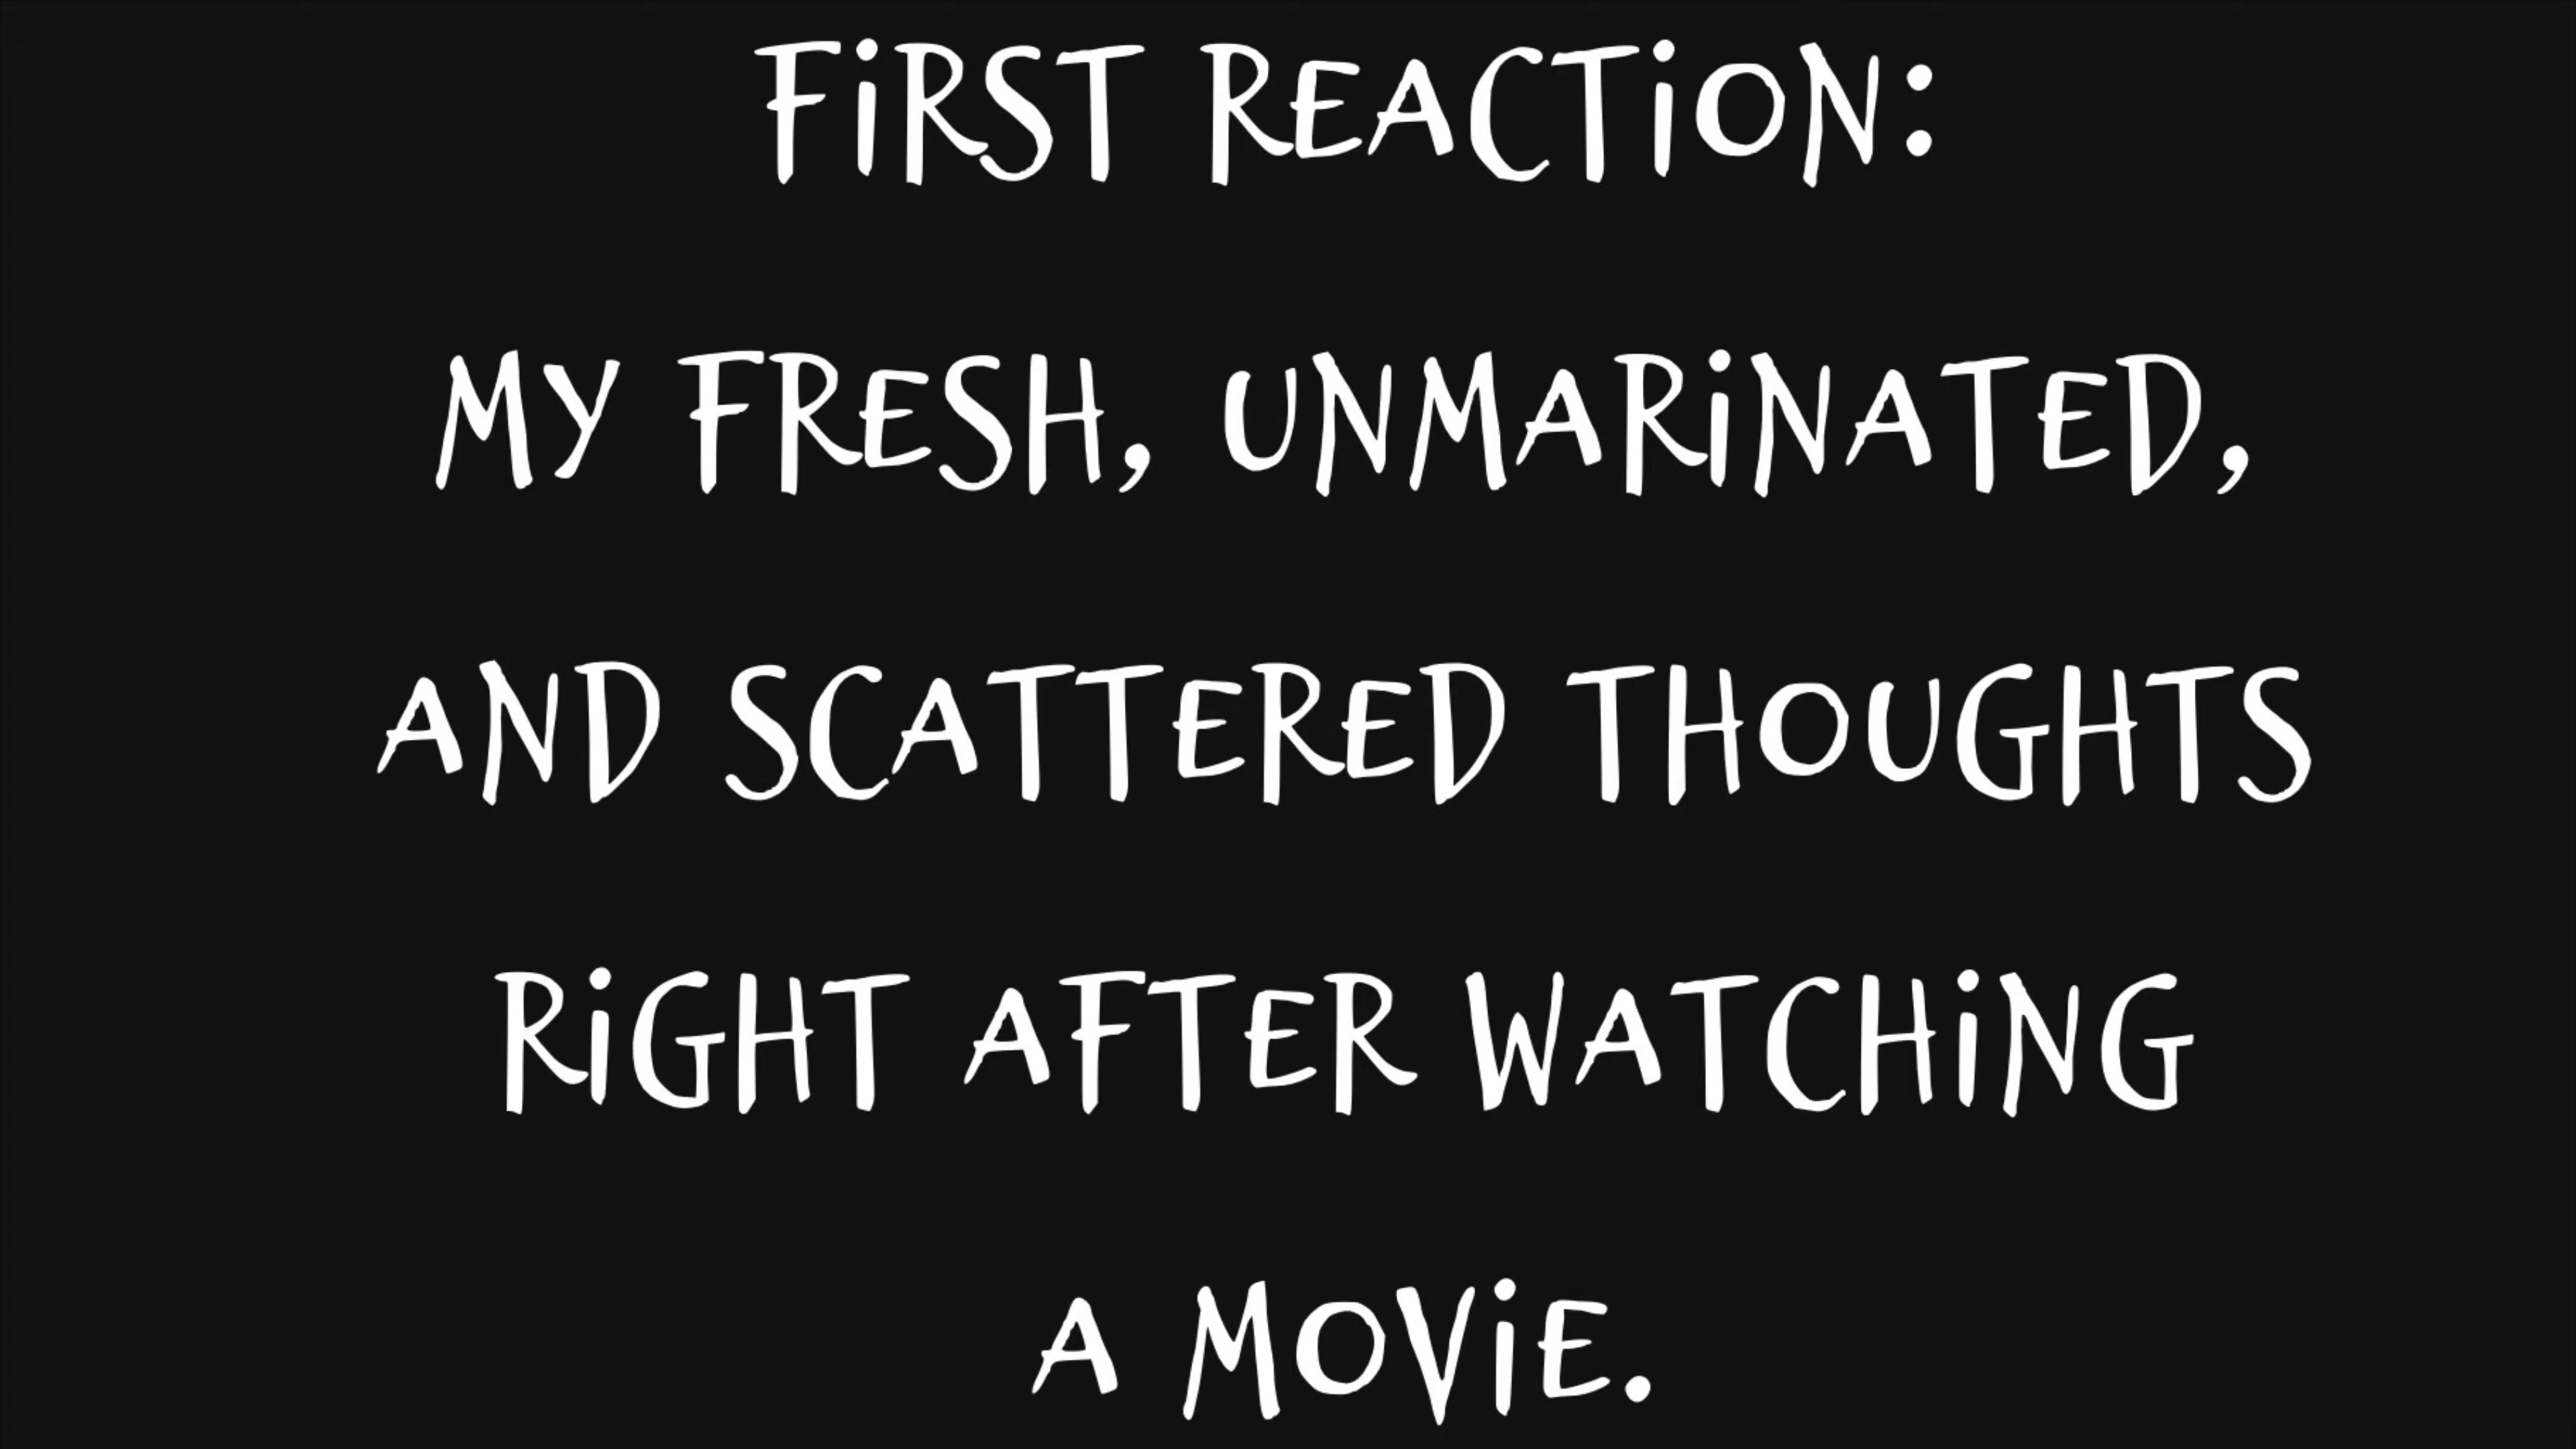 FiRST REACTiON:
MY FRESH, UNMARiNATED,
AND SCATTERED THOUGHTS
RiGHT AFTER WATCHiNG
A MOViE.